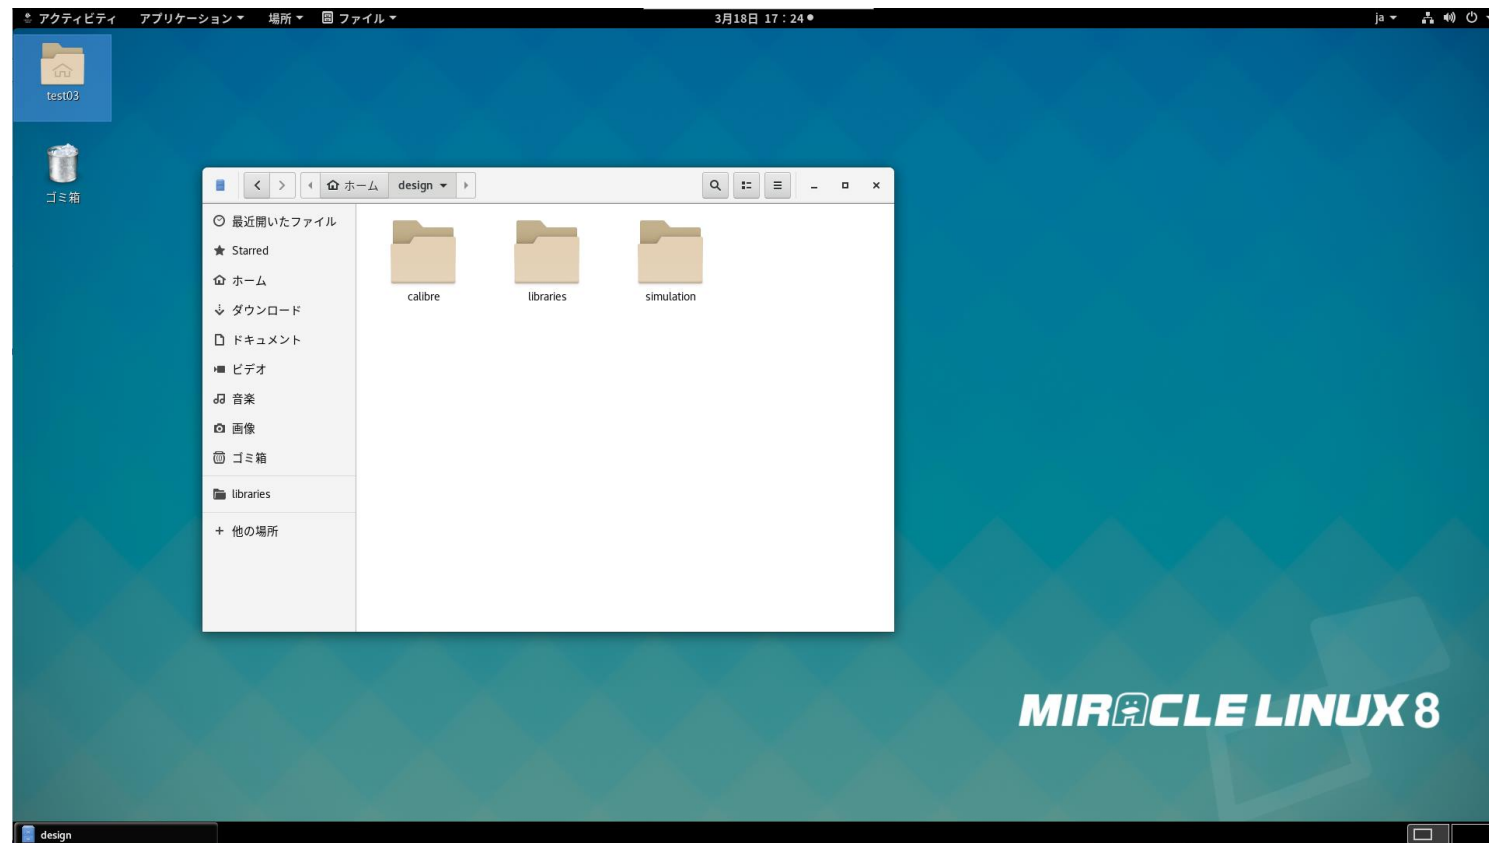 アクティビティ アプリケーション 場所 ファイル 3月18日 17：24 ja
test03
ゴミ箱
ホーム design
最近開いたファイル
Starred
ホーム
ダウンロード
ドキュメント
ビデオ
音楽
画像
ゴミ箱
libraries
他の場所
calibre libraries simulation
MIRACLE LINUX 8
design